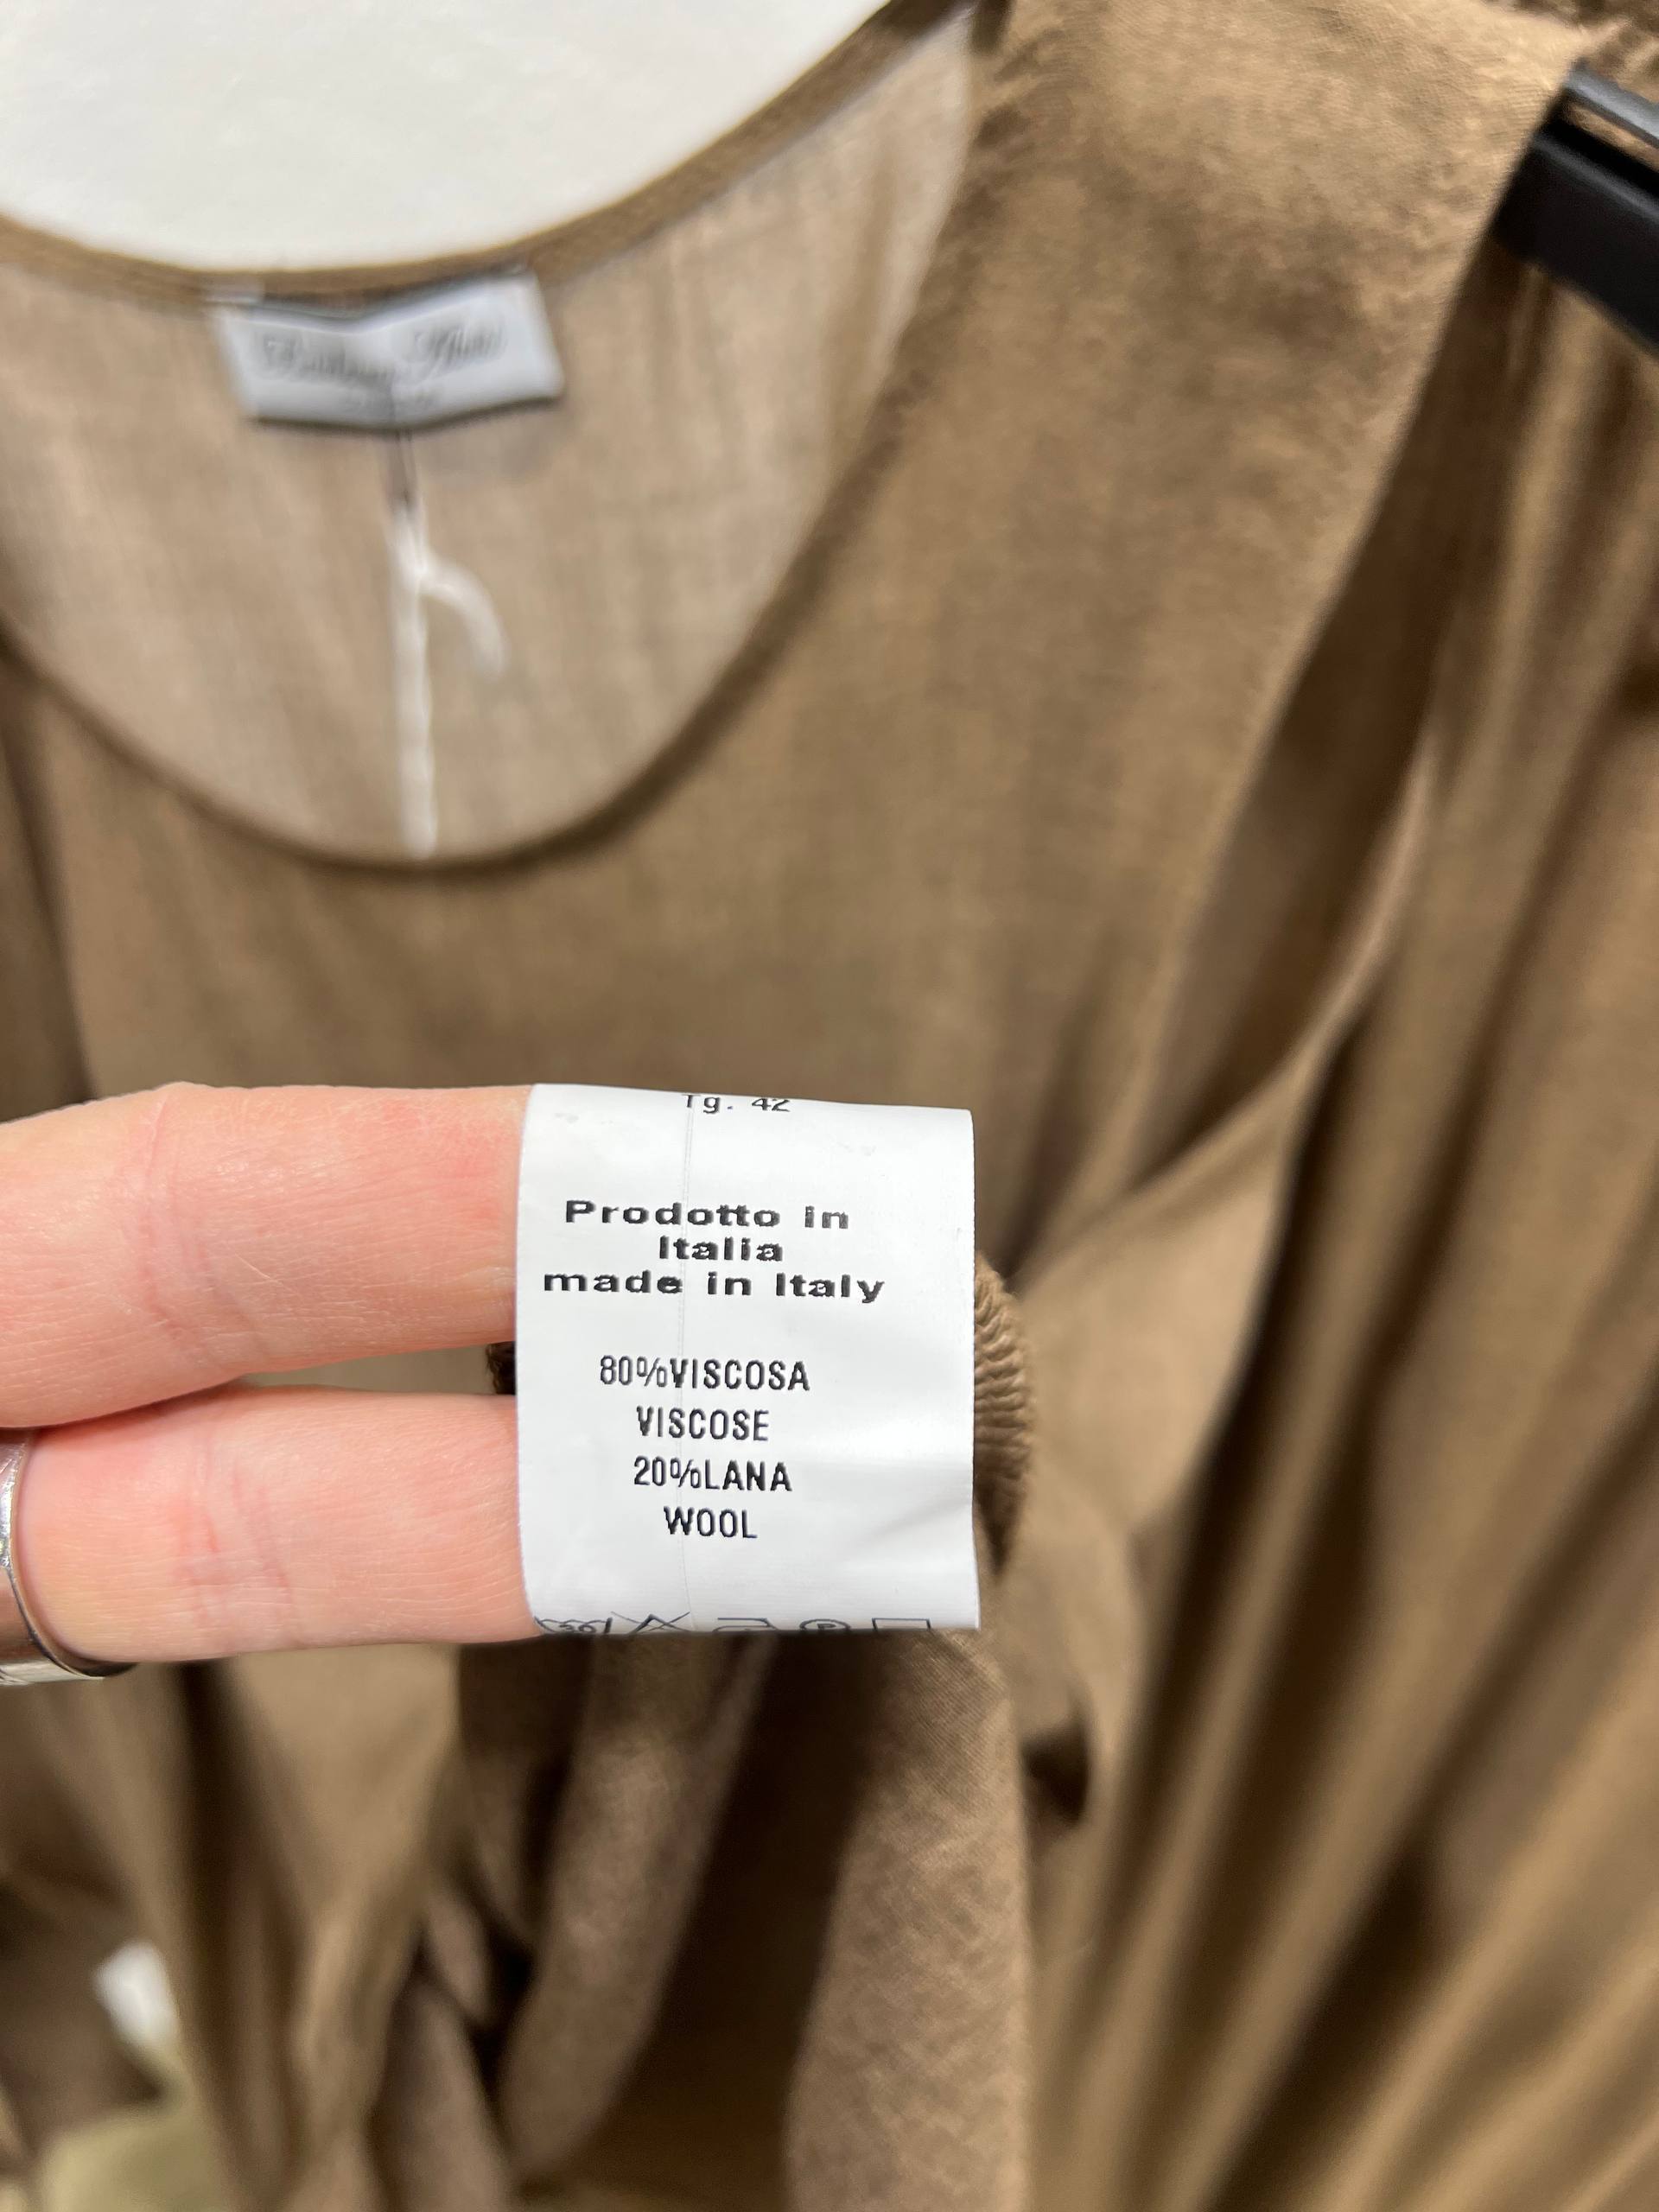 Tg. 42
Prodotto in
Italia
made in Italy
80%VISCOSA
VISCOSE
20%LANA
WOOL